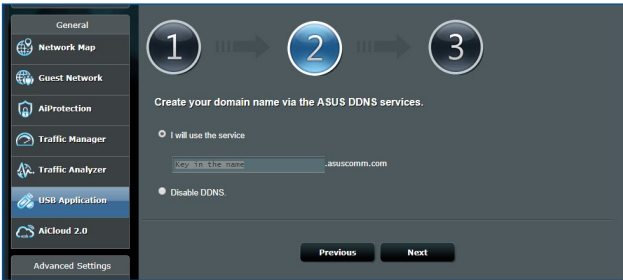 General
Network Map
Guest Network
AiProtection
Traffic Manager
Traffic Analyzer
USB Application
AiCloud 2.0
Advanced Settings
1 2 3
Create your domain name via the ASUS DDNS services.
I will use the service
Key in the name .asuscomm.com
Disable DDNS.
Previous Next